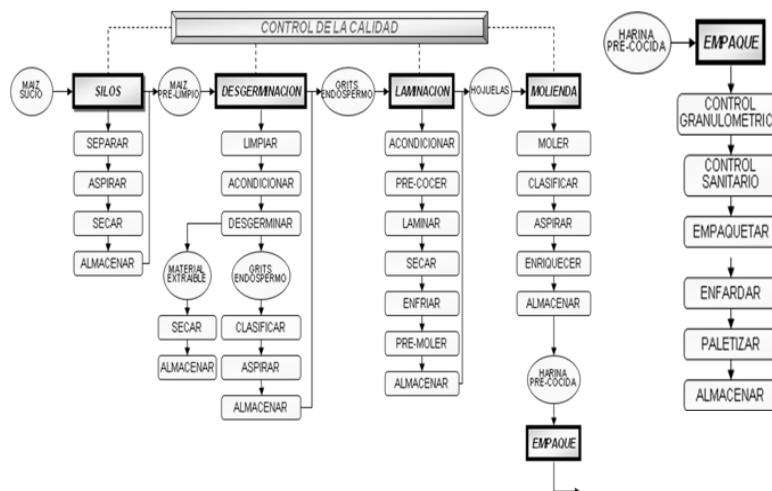 CONTROL DE LA CALIDAD
MAIZ
SUCIO
SILOS
SEPARAR
ASPIRAR
SECAR
ALMACENAR
MAIZ
PRE-LIMPIO
DESGERMINACION
LIMPIAR
ACONDICIONAR
DESGERMINAR
MATERIAL
EXTRAIBLE
SECAR
ALMACENAR
GRITS
ENDOSPERMO
CLASIFICAR
ASPIRAR
ALMACENAR
GRITS
ENDOSPERMO
LAMINACION
ACONDICIONAR
PRE-COCER
LAMINAR
SECAR
ENFRIAR
PRE-MOLER
ALMACENAR
HOJUELAS
MOLIENDA
MOLER
CLASIFICAR
ASPIRAR
ENRIQUECER
ALMACENAR
HARINA
PRE-COCIDA
EMPAQUE
HARINA
PRE-COCIDA
EMPAQUE
CONTROL
GRANULOMETRIC
CONTROL
SANITARIO
EMPAQUETAR
ENFARDAR
PALETIZAR
ALMACENAR